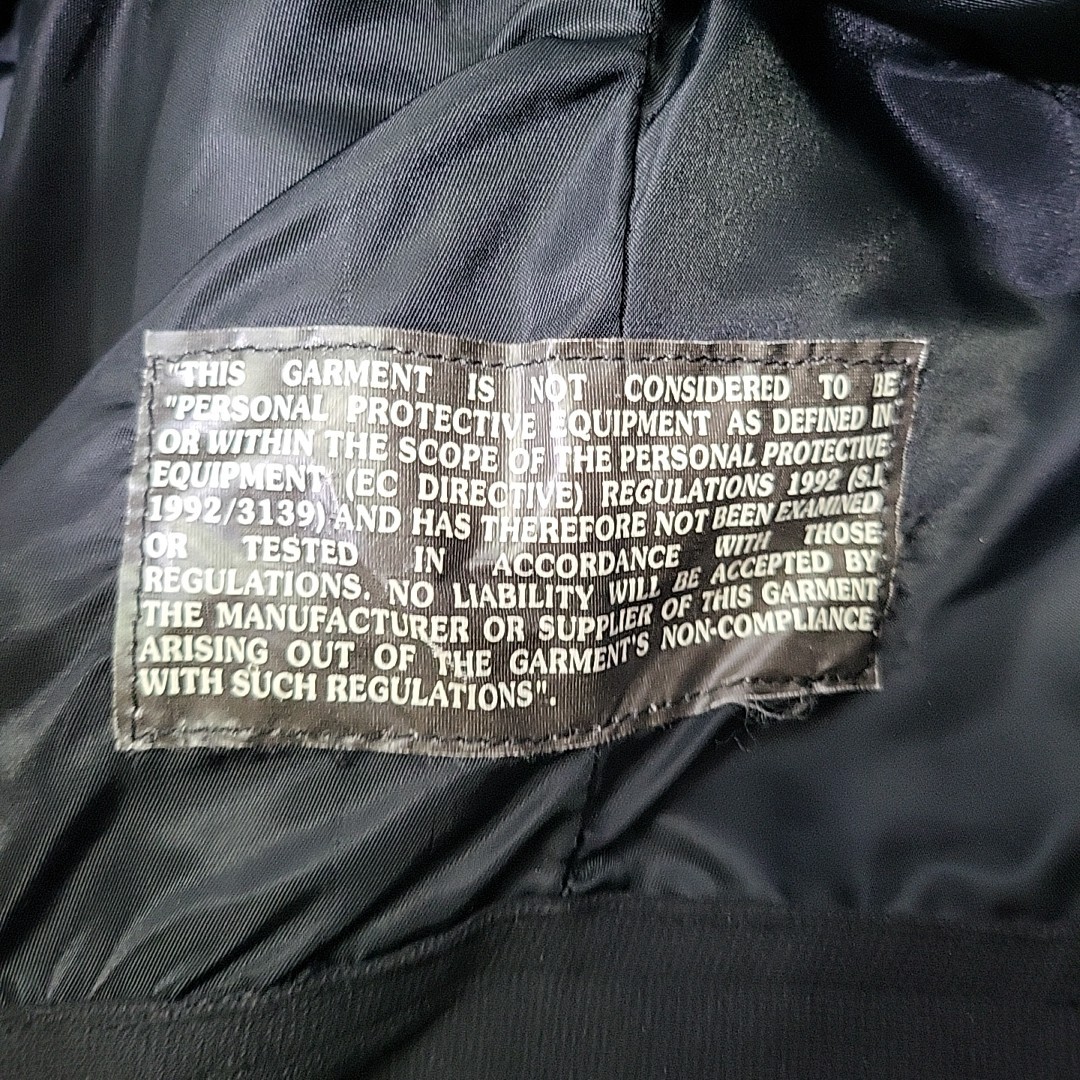 "THIS GARMENT IS NOT CONSIDERED TO BE
"PERSONAL PROTECTIVE EQUIPMENT AS DEFINED IN
OR WITHIN THE SCOPE OF THE PERSONAL PROTECTIVE
EQUIPMENT (EC DIRECTIVE) REGULATIONS 1992 (S.I.
1992/3139) AND HAS THEREFORE NOT BEEN EXAMINED
OR TESTED IN ACCORDANCE WITH THOSE
REGULATIONS. NO LIABILITY WILL BE ACCEPTED BY
THE MANUFACTURER OR SUPPLIER OF THIS GARMENT
ARISING OUT OF THE GARMENT'S NON-COMPLIANCE
WITH SUCH REGULATIONS".